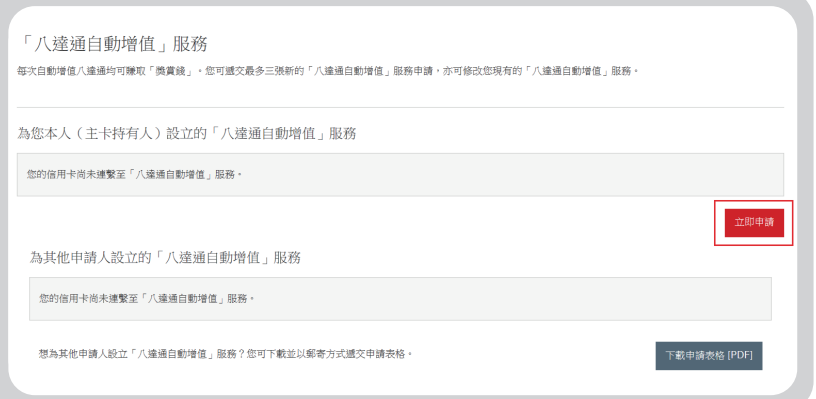 「八達通自動增值」服務
每次自動增值八達通均可賺取「獎賞錢」。您可遞交最多三張新的「八達通自動增值」服務申請，亦可修改您現有的「八達通自動增值」服務。
為您本人（主卡持有人）設立的「八達通自動增值」服務
您的信用卡尚未連繫至「八達通自動增值」服務。
立即申請
為其他申請人設立的「八達通自動增值」服務
您的信用卡尚未連繫至「八達通自動增值」服務。
想為其他申請人設立「八達通自動增值」服務？您可下載並以郵寄方式遞交申請表格。
下載申請表格 [PDF]